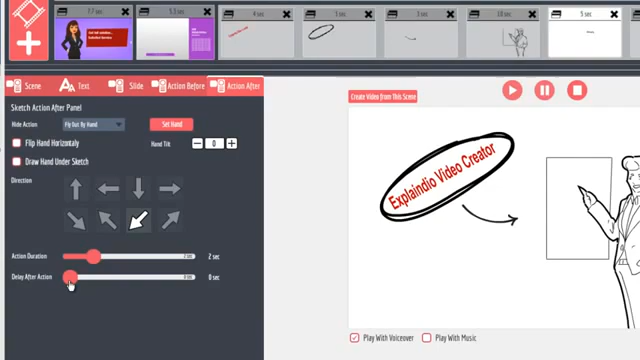 7.7 sec
5.3 sec
4 sec
5 sec
Scene
Text
Slide
Action Before
Action After
Sketch Action After Panel
Hide Action
Fly Out By Hand
Set Hand
Flip Hand Horizontaly
Hand Tilt
0
Draw Hand Under Sketch
Direction
Action Duration
2 sec
2 sec
Delay After Action
0 sec
0 sec
Create Video from This Scene
Explaindio Video Creator
Play With Voiceover
Play With Music